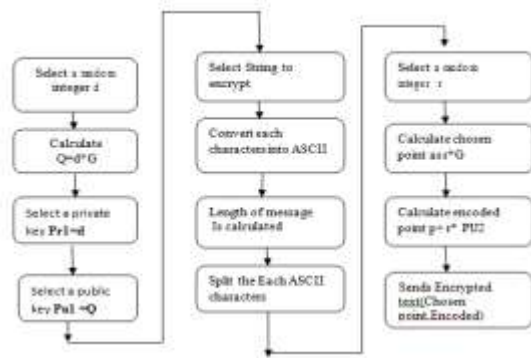 Select a random
integer d
Calculate
Q=d*G
Select a private
key Pr1=d
Select a public
key Pu1 =Q
Select String to
encrypt
Convert each
characters into ASCII
Length of message
Is calculated
Split the Each ASCII
characters
Select a random
integer r
Calculate chosen
point as r*G
Calculate encoded
point p= r* PU2
Sends Encrypted
text(Chosen
point,Encoded)